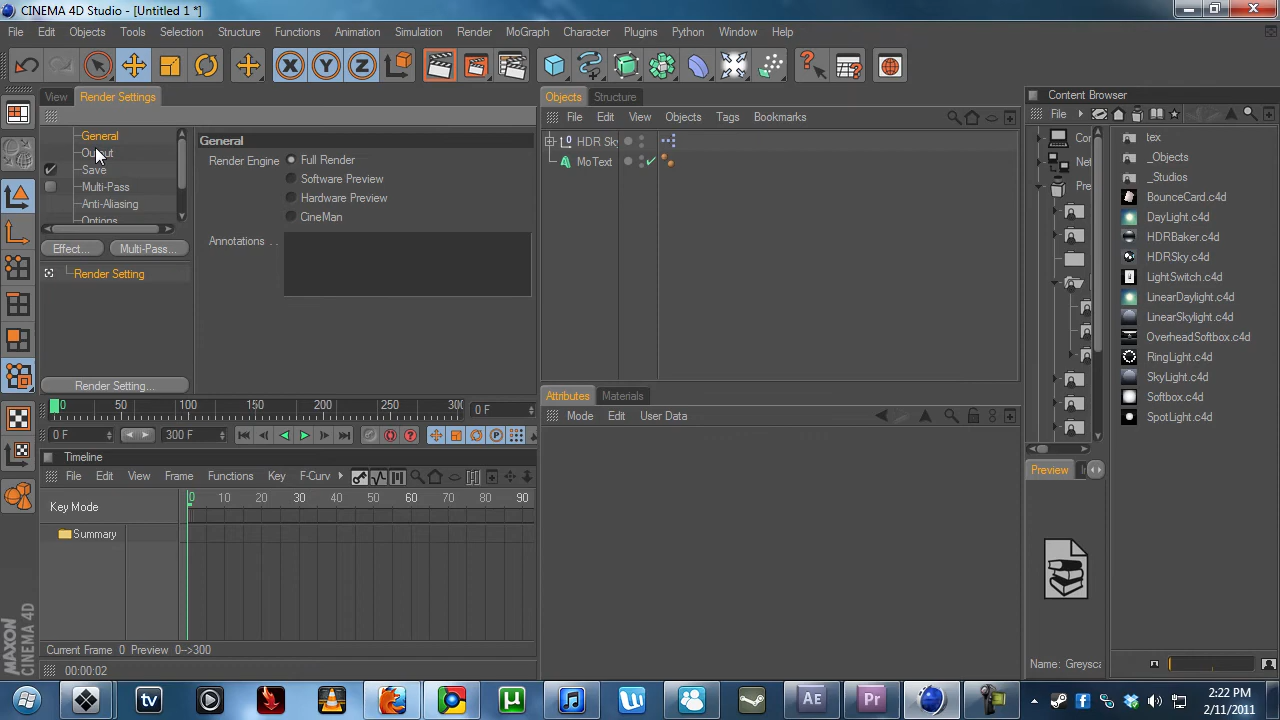 CINEMA 4D Studio - [Untitled 1 *]
File Edit Objects Tools Selection Structure Functions Animation Simulation Render MoGraph Character Plugins Python Window Help
View Render Settings
General
Output
Save
Multi-Pass
Anti-Aliasing
Options
Effect... Multi-Pass...
Render Setting
Render Setting...
General
Render Engine Full Render
Software Preview
Hardware Preview
CineMan
Annotations . .
Objects Structure
File Edit View Objects Tags Bookmarks
HDR Sk
MoText
Attributes Materials
Mode Edit User Data
Content Browser
File
Cor
Net
Pre
tex
_Objects
_Studios
BounceCard.c4d
DayLight.c4d
HDRBaker.c4d
HDRSky.c4d
LightSwitch.c4d
LinearDaylight.c4d
LinearSkylight.c4d
OverheadSoftbox.c4d
RingLight.c4d
SkyLight.c4d
Softbox.c4d
SpotLight.c4d
Preview
Name: Greysca
0 50 100 150 200 250 30
0 F
0 F 300 F
Timeline
File Edit View Frame Functions Key F-Curv
0 10 20 30 40 50 60 70 80 90
Key Mode
Summary
Current Frame 0 Preview 0-->300
00:00:02
MAXON
CINEMA 4D
tv
Ae
Pr
2:22 PM
2/11/2011